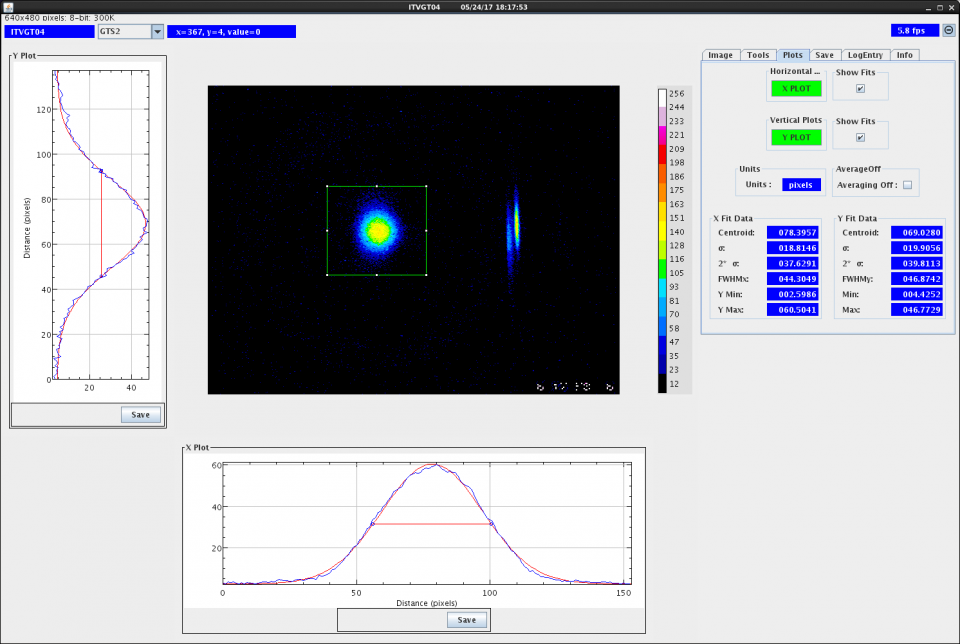 ITVGT04 05/24/17 18:17:53
640x480 pixels: 8-bit: 300K
ITVGT04 GTS2 x=367, y=4, value=0 5.8 fps
Y Plot
120
100
80
60
40
20
0
20 40
Distance (pixels)
Save
256
244
233
221
209
198
186
175
163
151
140
128
116
105
93
81
70
58
47
35
23
12
Image Tools Plots Save LogEntry Info
Horizontal ... Show Fits
X PLOT
Vertical Plots Show Fits
Y PLOT
Units AverageOff
Units : pixels Averaging Off :
X Fit Data
Centroid: 078.3957
σ: 018.8146
2* σ: 037.6291
FWHMx: 044.3049
Y Min: 002.5986
Y Max: 060.5041
Y Fit Data
Centroid: 069.0280
σ: 019.9056
2* σ: 039.8113
FWHMy: 046.8742
Min: 004.4252
Max: 046.7729
X Plot
60
40
20
0 50 100 150
Distance (pixels)
Save